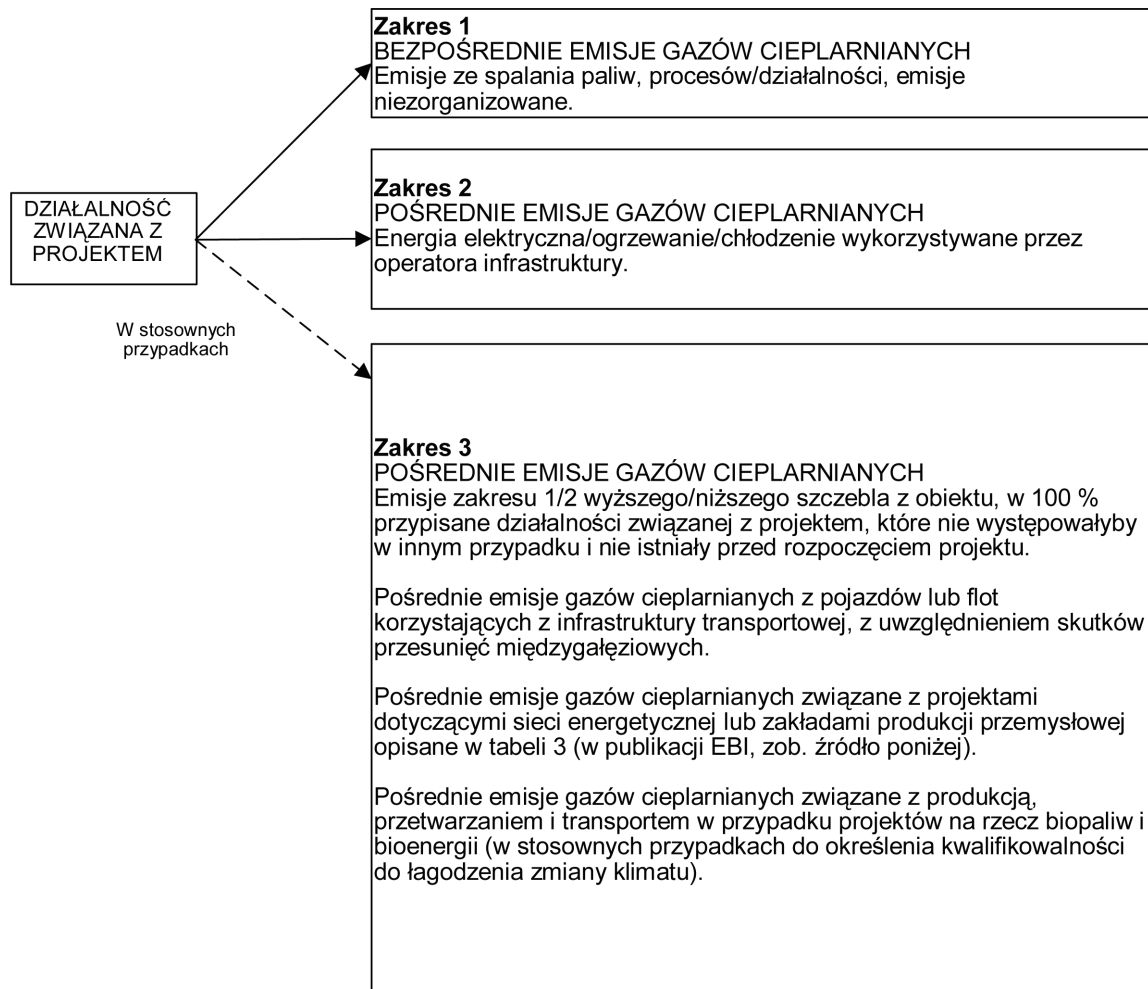 Zakres 1
BEZPOŚREDNIE EMISJE GAZÓW CIEPLARNIANYCH
Emisje ze spalania paliw, procesów/działalności, emisje
niezorganizowane.
Zakres 2
POŚREDNIE EMISJE GAZÓW CIEPLARNIANYCH
Energia elektryczna/ogrzewanie/chłodzenie wykorzystywane przez
operatora infrastruktury.
DZIAŁALNOŚĆ
ZWIĄZANA Z
PROJEKTEM
W stosownych
przypadkach
Zakres 3
POŚREDNIE EMISJE GAZÓW CIEPLARNIANYCH
Emisje zakresu 1/2 wyższego/niższego szczebla z obiektu, w 100 %
przypisane działalności związanej z projektem, które nie występowałyby
w innym przypadku i nie istniały przed rozpoczęciem projektu.
Pośrednie emisje gazów cieplarnianych z pojazdów lub flot
korzystających z infrastruktury transportowej, z uwzględnieniem skutków
przesunięć międzygałęziowych.
Pośrednie emisje gazów cieplarnianych związane z projektami
dotyczącymi sieci energetycznej lub zakładami produkcji przemysłowej
opisane w tabeli 3 (w publikacji EBI, zob. źródło poniżej).
Pośrednie emisje gazów cieplarnianych związane z produkcją,
przetwarzaniem i transportem w przypadku projektów na rzecz biopaliw i
bioenergii (w stosownych przypadkach do określenia kwalifikowalności
do łagodzenia zmiany klimatu).